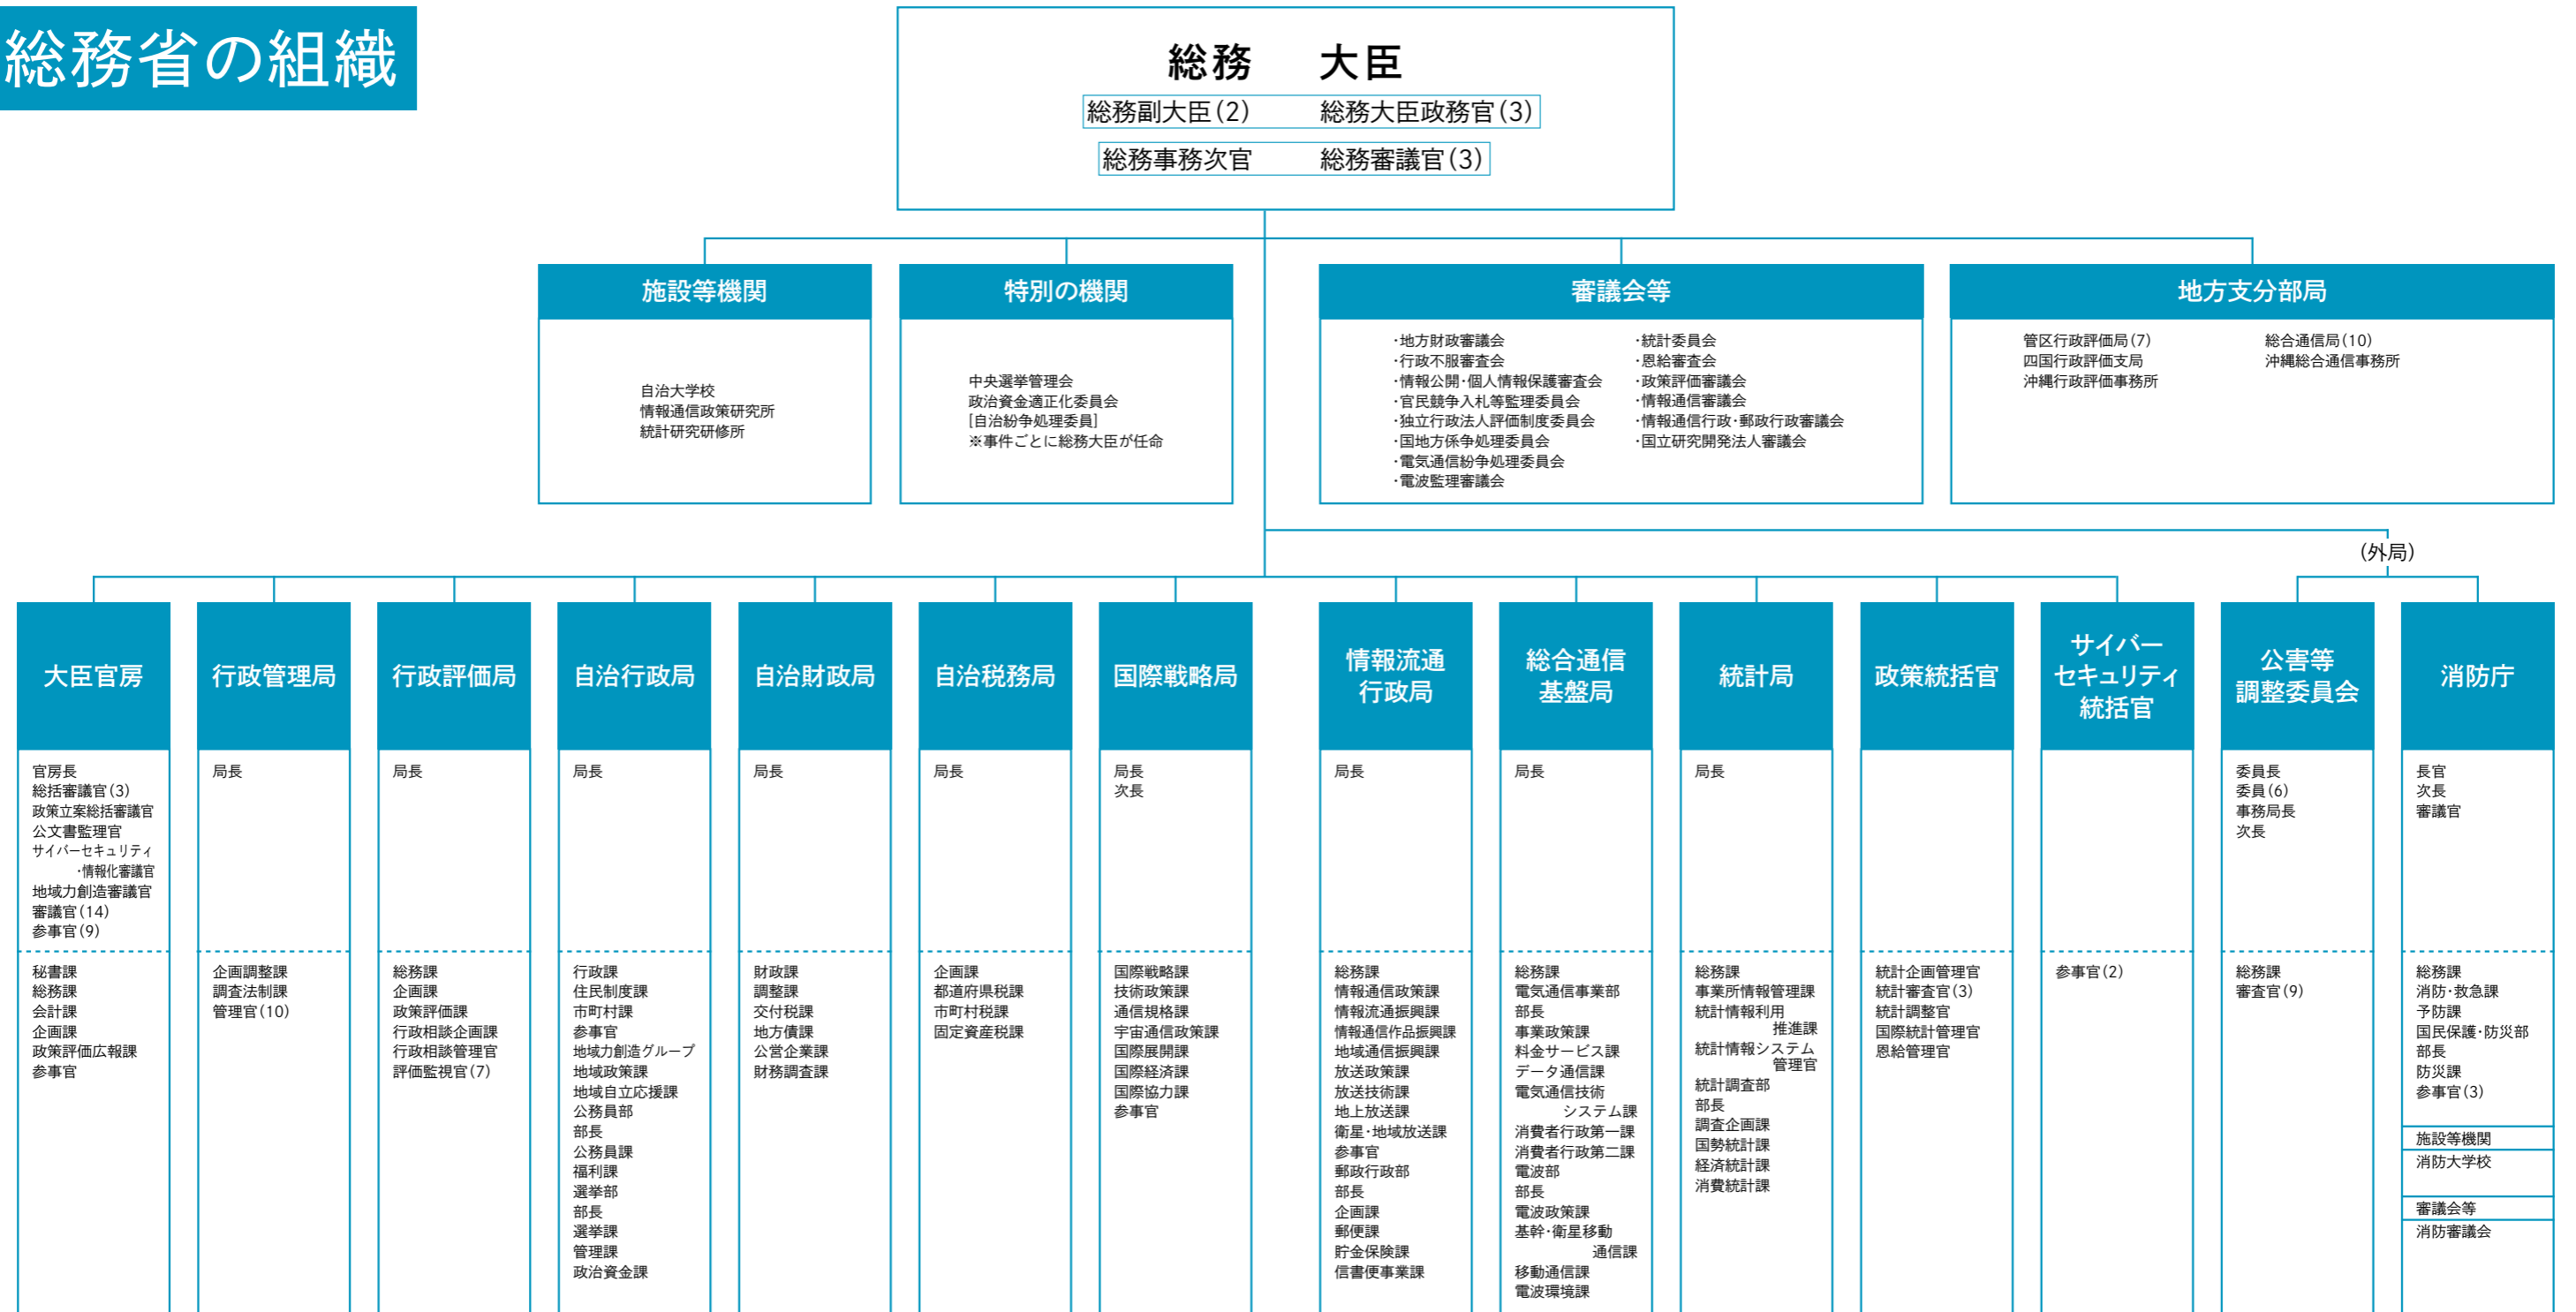 総務省の組織
総務 大臣
総務副大臣(2) 総務大臣政務官(3)
総務事務次官 総務審議官(3)
施設等機関
自治大学校
情報通信政策研究所
統計研究研修所
特別の機関
中央選挙管理会
政治資金適正化委員会
[自治紛争処理委員]
※事件ごとに総務大臣が任命
審議会等
・地方財政審議会
・行政不服審査会
・情報公開・個人情報保護審査会
・官民競争入札等監理委員会
・独立行政法人評価制度委員会
・国地方係争処理委員会
・電気通信紛争処理委員会
・電波監理審議会
・統計委員会
・恩給審査会
・政策評価審議会
・情報通信審議会
・情報通信行政・郵政行政審議会
・国立研究開発法人審議会
地方支分部局
管区行政評価局(7)
四国行政評価支局
沖縄行政評価事務所
総合通信局(10)
沖縄総合通信事務所
(外局)
大臣官房
官房長
総括審議官(3)
政策立案総括審議官
公文書監理官
サイバーセキュリティ
・情報化審議官
地域力創造審議官
審議官(14)
参事官(9)
秘書課
総務課
会計課
企画課
政策評価広報課
参事官
行政管理局
局長
企画調整課
調査法制課
管理官(10)
行政評価局
局長
総務課
企画課
政策評価課
行政相談企画課
行政相談管理官
評価監視官(7)
自治行政局
局長
行政課
住民制度課
市町村課
参事官
地域力創造グループ
地域政策課
地域自立応援課
公務員部
部長
公務員課
福利課
選挙部
部長
選挙課
管理課
政治資金課
自治財政局
局長
財政課
調整課
交付税課
地方債課
公営企業課
財務調査課
自治税務局
局長
企画課
都道府県税課
市町村税課
固定資産税課
国際戦略局
局長
次長
国際戦略課
技術政策課
通信規格課
宇宙通信政策課
国際展開課
国際経済課
国際協力課
参事官
情報流通
行政局
局長
総務課
情報通信政策課
情報流通振興課
情報通信作品振興課
地域通信振興課
放送政策課
放送技術課
地上放送課
衛星・地域放送課
参事官
郵政行政部
部長
企画課
郵便課
貯金保険課
信書便事業課
総合通信
基盤局
局長
総務課
電気通信事業部
部長
事業政策課
料金サービス課
データ通信課
電気通信技術
システム課
消費者行政第一課
消費者行政第二課
電波部
部長
電波政策課
基幹・衛星移動
通信課
移動通信課
電波環境課
統計局
局長
総務課
事業所情報管理課
統計情報利用
推進課
統計情報システム
管理官
統計調査部
部長
調査企画課
国勢統計課
経済統計課
消費統計課
政策統括官
統計企画管理官
統計審査官(3)
統計調整官
国際統計管理官
恩給管理官
サイバー
セキュリティ
統括官
参事官(2)
公害等
調整委員会
委員長
委員(6)
事務局長
次長
総務課
審査官(9)
消防庁
長官
次長
審議官
総務課
消防・救急課
予防課
国民保護・防災部
部長
防災課
参事官(3)
施設等機関
消防大学校
審議会等
消防審議会